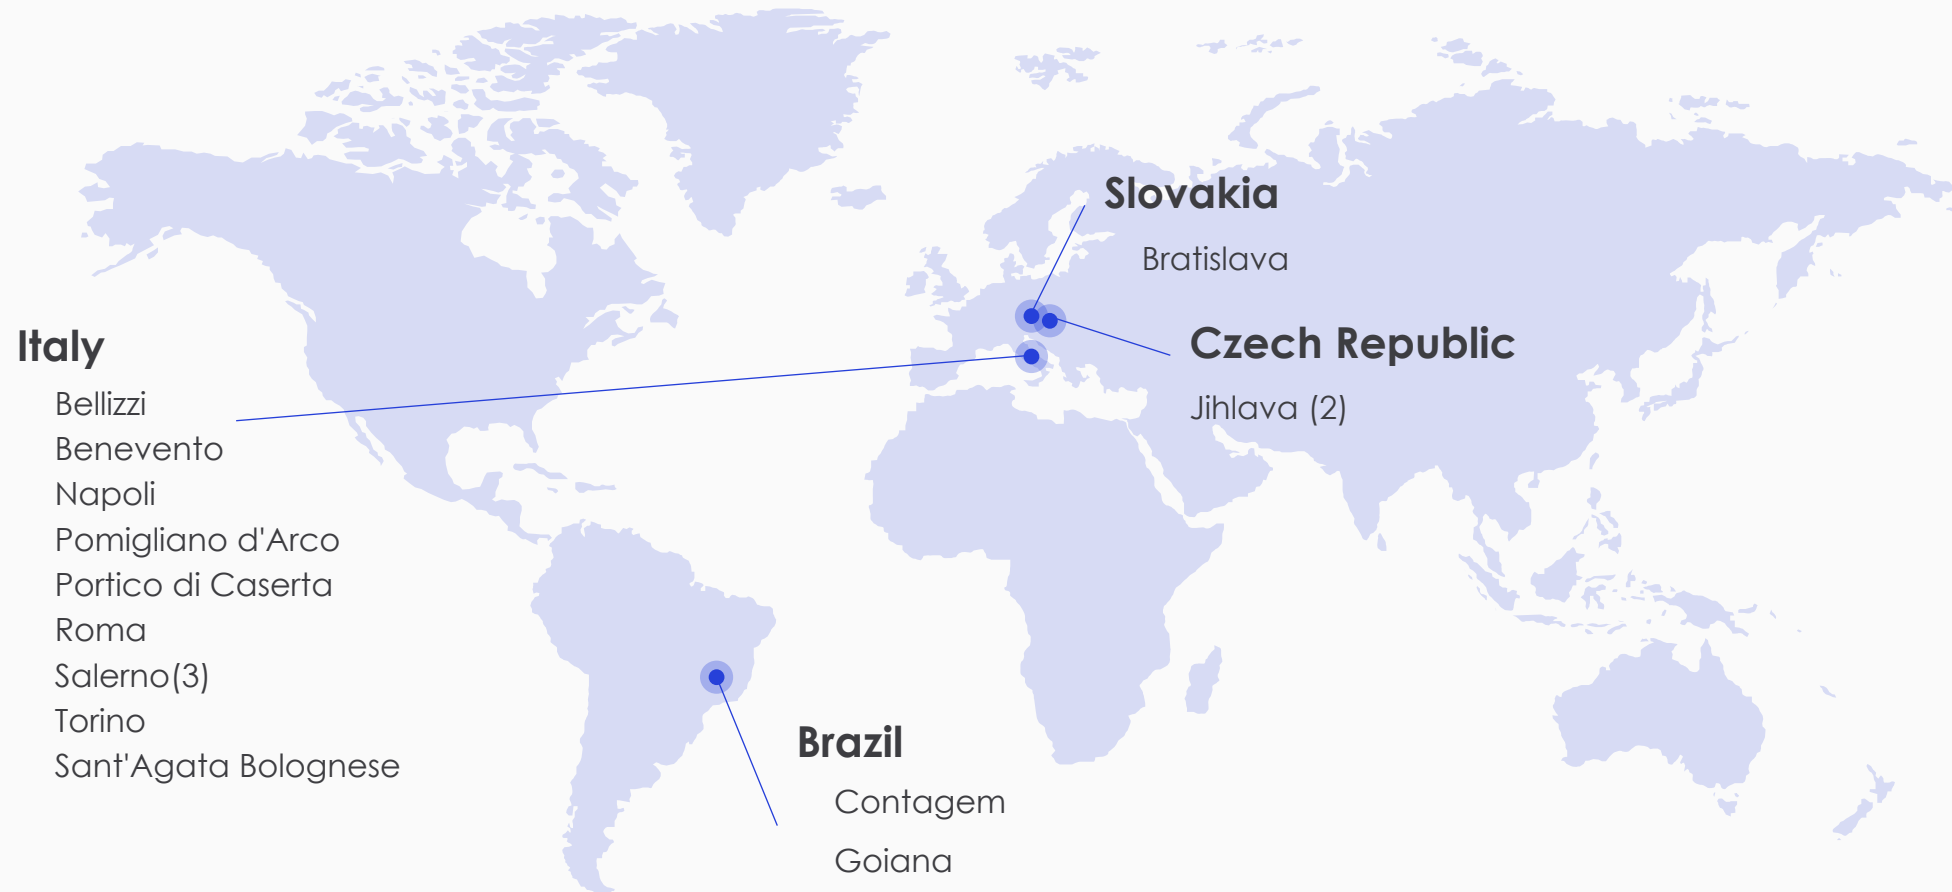 Slovakia
Bratislava
Italy
Bellizzi
Benevento
Napoli
Pomigliano d'Arco
Portico di Caserta
Roma
Salerno(3)
Torino
Sant'Agata Bolognese
Czech Republic
Jihlava (2)
Brazil
Contagem
Goiana